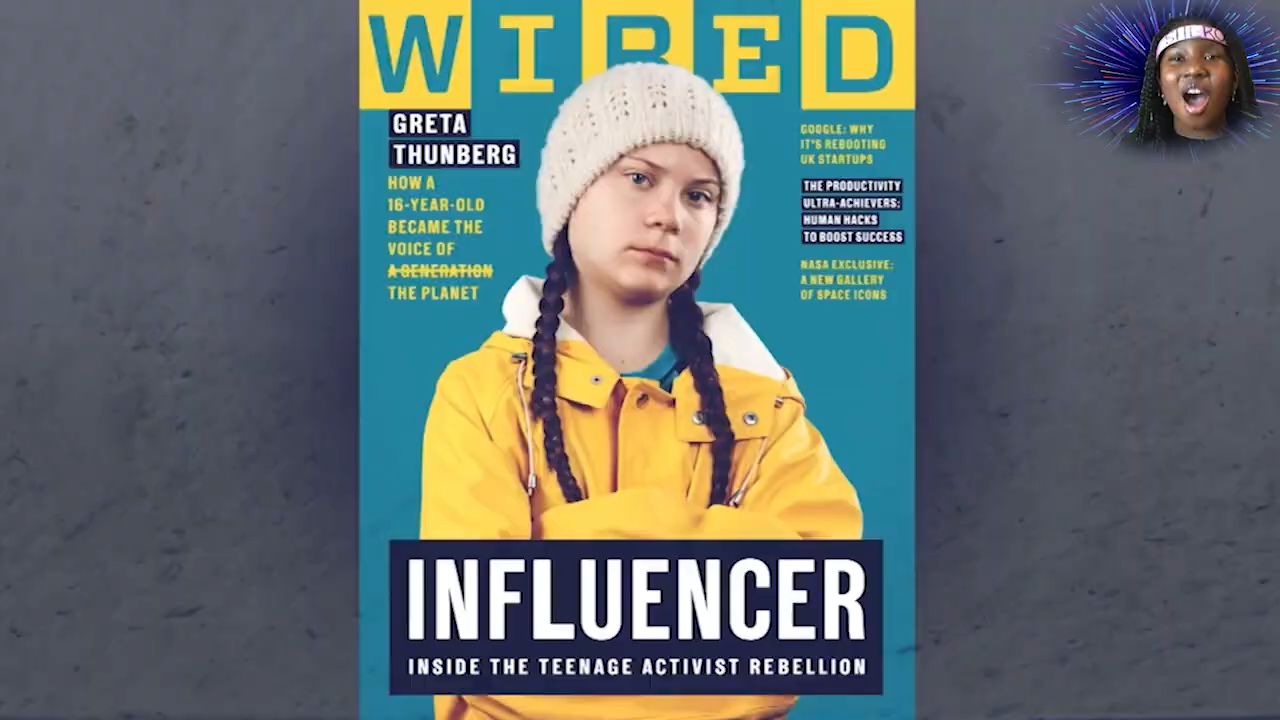 WIRED
GRETA
THUNBERG
HOW A
16-YEAR-OLD
BECAME THE
VOICE OF
A GENERATION
THE PLANET
GOOGLE: WHY
IT'S REBOOTING
UK STARTUPS
THE PRODUCTIVITY
ULTRA-ACHIEVERS:
HUMAN HACKS
TO BOOST SUCCESS
NASA EXCLUSIVE:
A NEW GALLERY
OF SPACE ICONS
INFLUENCER
INSIDE THE TEENAGE ACTIVIST REBELLION